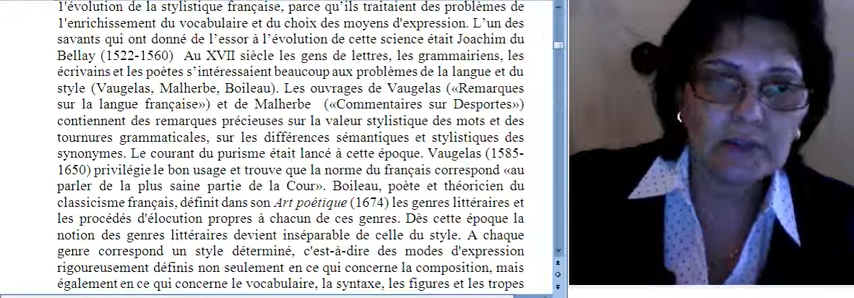 l'évolution de la stylistique française, parce qu'ils traitaient des problèmes de
l'enrichissement du vocabulaire et du choix des moyens d'expression. L'un des
savants qui ont donné de l'essor à l'évolution de cette science était Joachim du
Bellay (1522-1560) Au XVII siècle les gens de lettres, les grammairiens, les
écrivains et les poètes s'intéressaient beaucoup aux problèmes de la langue et du
style (Vaugelas, Malherbe, Boileau). Les ouvrages de Vaugelas («Remarques
sur la langue française») et de Malherbe («Commentaires sur Desportes»)
contiennent des remarques précieuses sur la valeur stylistique des mots et des
tournures grammaticales, sur les différences sémantiques et stylistiques des
synonymes. Le courant du purisme était lancé à cette époque. Vaugelas (1585-
1650) privilégie le bon usage et trouve que la norme du français correspond «au
parler de la plus saine partie de la Cour». Boileau, poète et théoricien du
classicisme français, définit dans son Art poétique (1674) les genres littéraires et
les procédés d'élocution propres à chacun de ces genres. Dès cette époque la
notion des genres littéraires devient inséparable de celle du style. A chaque
genre correspond un style déterminé, c'est-à-dire des modes d'expression
rigoureusement définis non seulement en ce qui concerne la composition, mais
également en ce qui concerne le vocabulaire, la syntaxe, les figures et les tropes